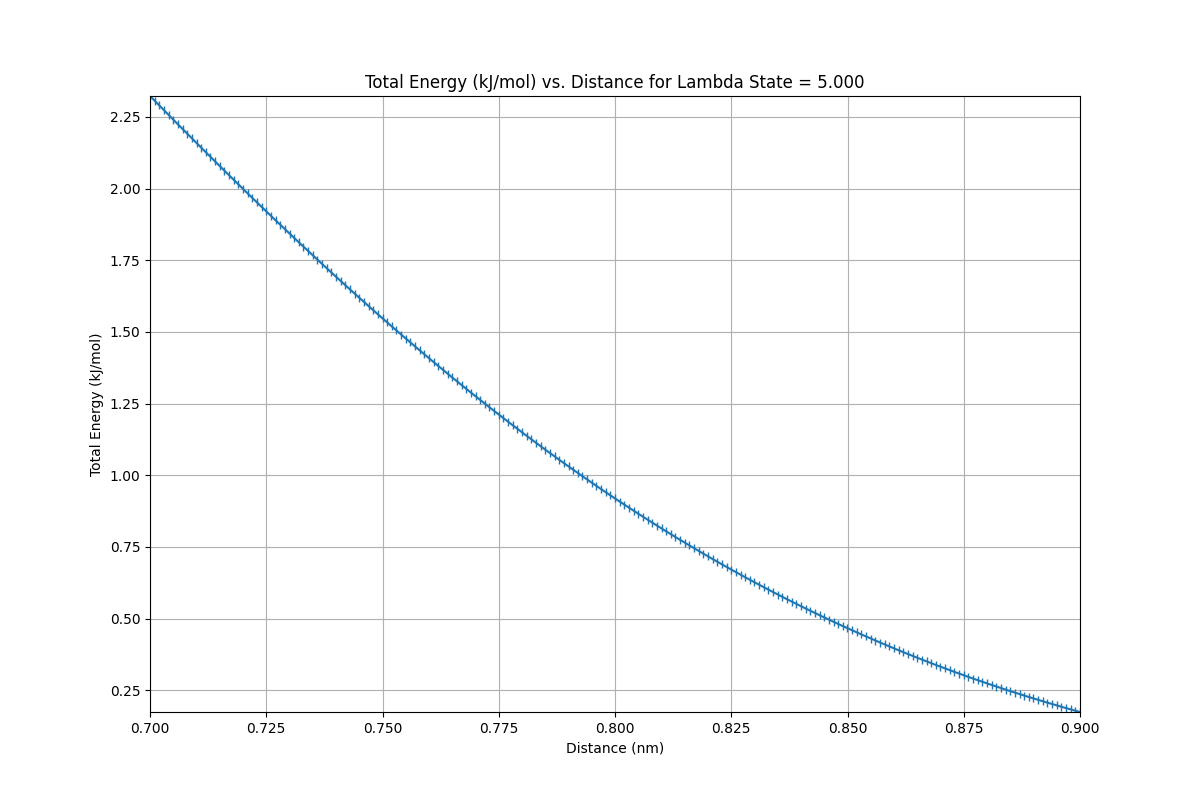 Total Energy (kJ/mol) vs. Distance for Lambda State = 5.000
2.25
2.00
1.75
1.50
1.25
1.00
0.75
0.50
0.25
Total Energy (kJ/mol)
0.700 0.725 0.750 0.775 0.800 0.825 0.850 0.875 0.900
Distance (nm)